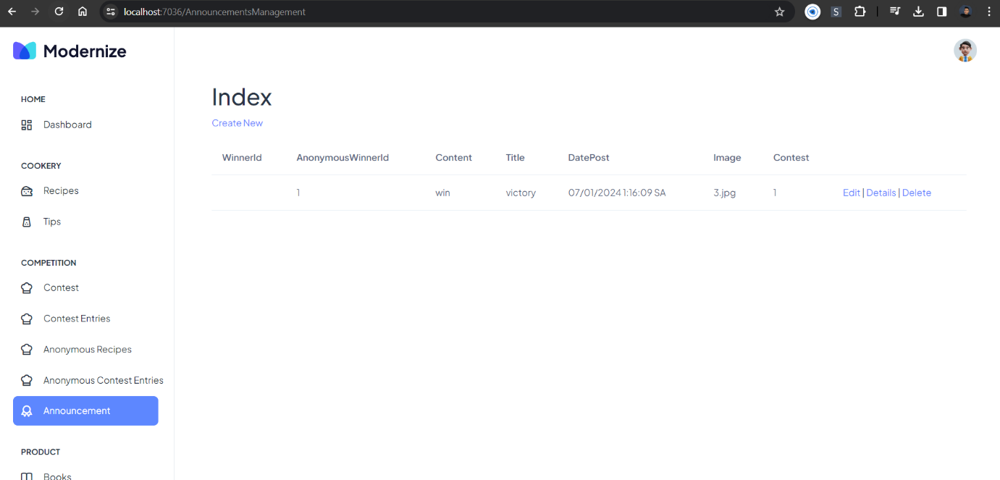 localhost:7036/AnnouncementsManagement
S
Modernize
HOME
Dashboard
COOKERY
Recipes
Tips
COMPETITION
Contest
Contest Entries
Anonymous Recipes
Anonymous Contest Entries
Announcement
PRODUCT
Books
Index
Create New
WinnerId AnonymousWinnerId Content Title DatePost Image Contest
1 win victory 07/01/2024 1:16:09 SA 3.jpg 1 Edit | Details | Delete